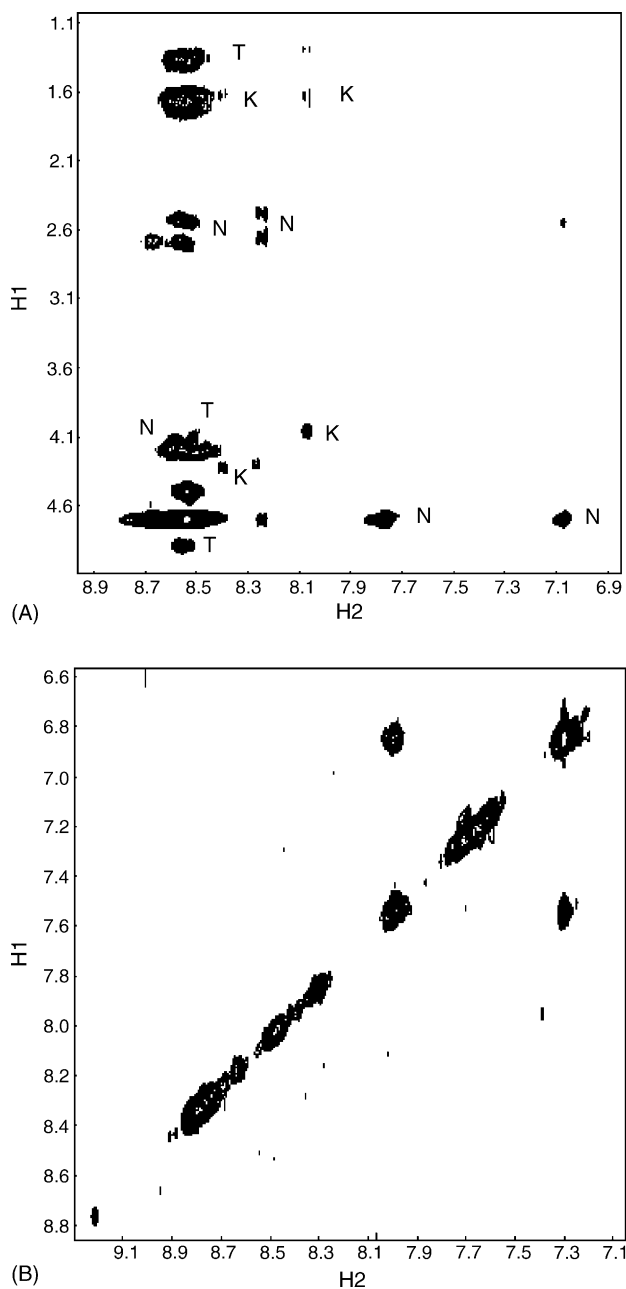 1.1
T
1.6
K
K
2.1
N
N
2.6
H1
3.1
3.6
T
N
4.1
K
K
4.6
N
N
T
8.9 8.7 8.5 8.3 8.1 7.9 7.7 7.5 7.3 7.1 6.9
(A)
H2
6.6
6.8
7.0
7.2
7.4
H1
7.6
7.8
8.0
8.2
8.4
8.6
8.8
9.1 8.9 8.7 8.5 8.3 8.1 7.9 7.7 7.5 7.3 7.1
(B)
H2